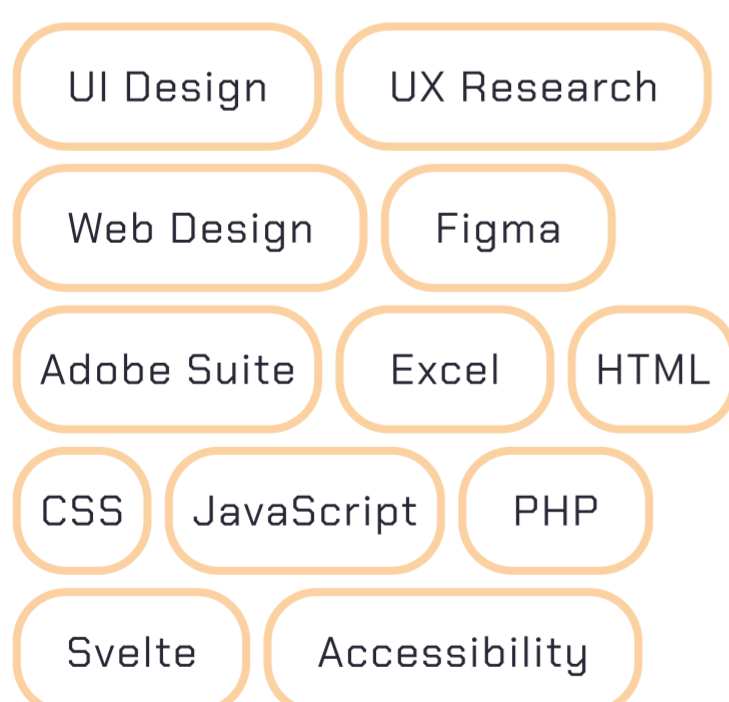 UI Design UX Research
Web Design Figma
Adobe Suite Excel HTML
CSS JavaScript PHP
Svelte Accessibility